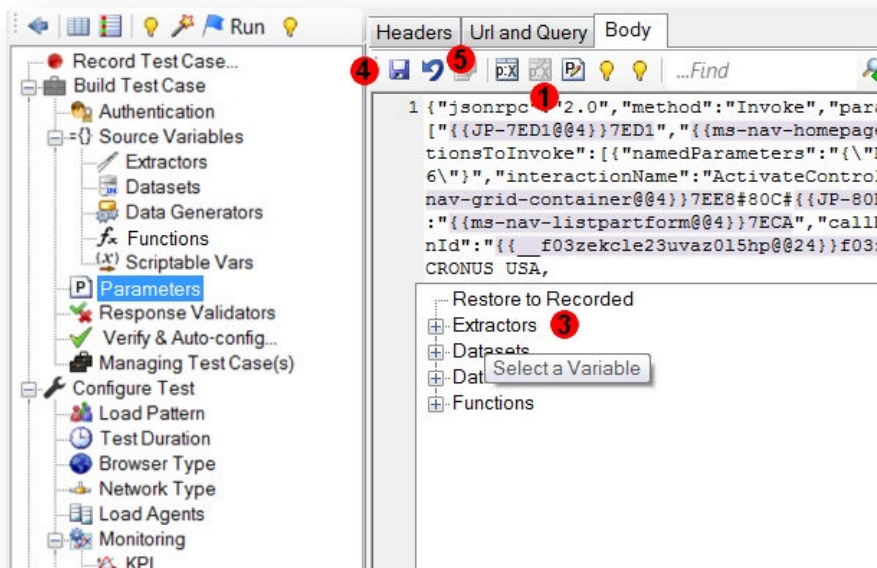 Run
Record Test Case...
Build Test Case
Authentication
={} Source Variables
Extractors
Datasets
Data Generators
fx Functions
(x) Scriptable Vars
P Parameters
Response Validators
Verify & Auto-config...
Managing Test Case(s)
Configure Test
Load Pattern
Test Duration
Browser Type
Network Type
Load Agents
Monitoring
KPI
Headers Url and Query Body
4 5 p:X p:X P ...Find
1
1 {"jsonrpc" "2.0","method":"Invoke","para
["{{JP-7ED1@@4}}7ED1","{{ms-nav-homepage
tionsToInvoke":[{"namedParameters":"{\"
6\"}","interactionName":"ActivateControl
nav-grid-container@@4}}7EE8#80C#{{JP-80
:"{{ms-nav-listpartform@@4}}7ECA","call
nId":"{{__f03zekcle23uvaz0l5hp@@24}}f03
CRONUS USA,
Restore to Recorded
Extractors 3
Datasets
Dat
Select a Variable
Functions